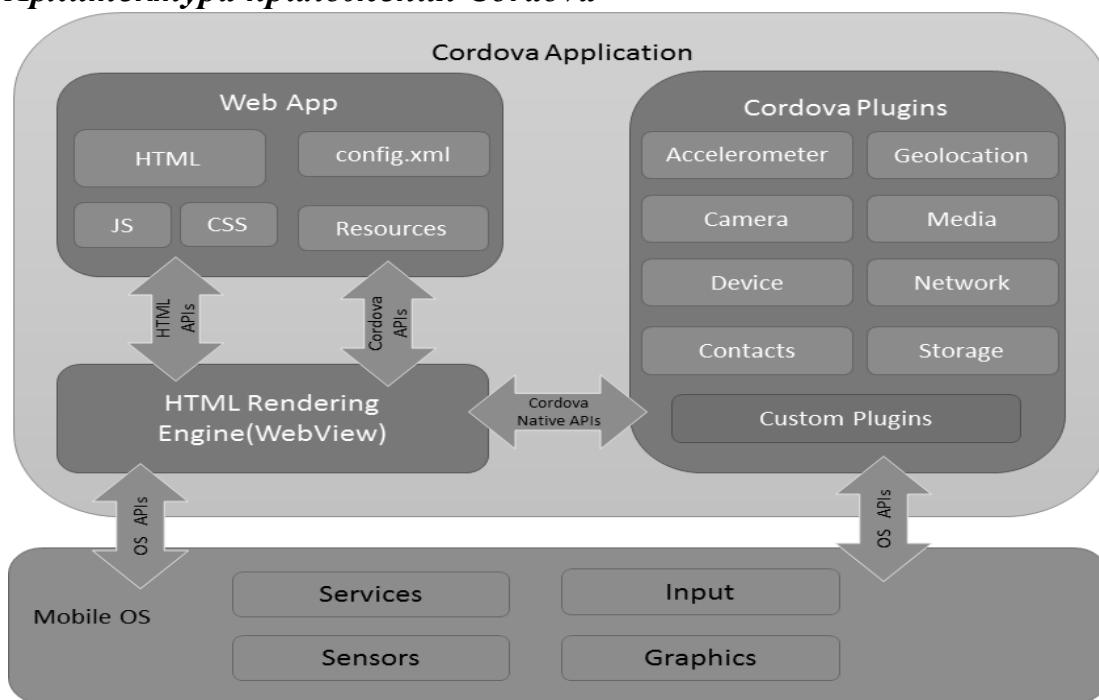 Архитектура Cordova
Cordova Application
Web App
HTML
config.xml
JS
CSS
Resources
HTML
APIs
Cordova
APIs
HTML Rendering
Engine(WebView)
Cordova
Native APIs
Cordova Plugins
Accelerometer
Geolocation
Camera
Media
Device
Network
Contacts
Storage
Custom Plugins
OS APIs
OS APIs
Mobile OS
Services
Input
Sensors
Graphics